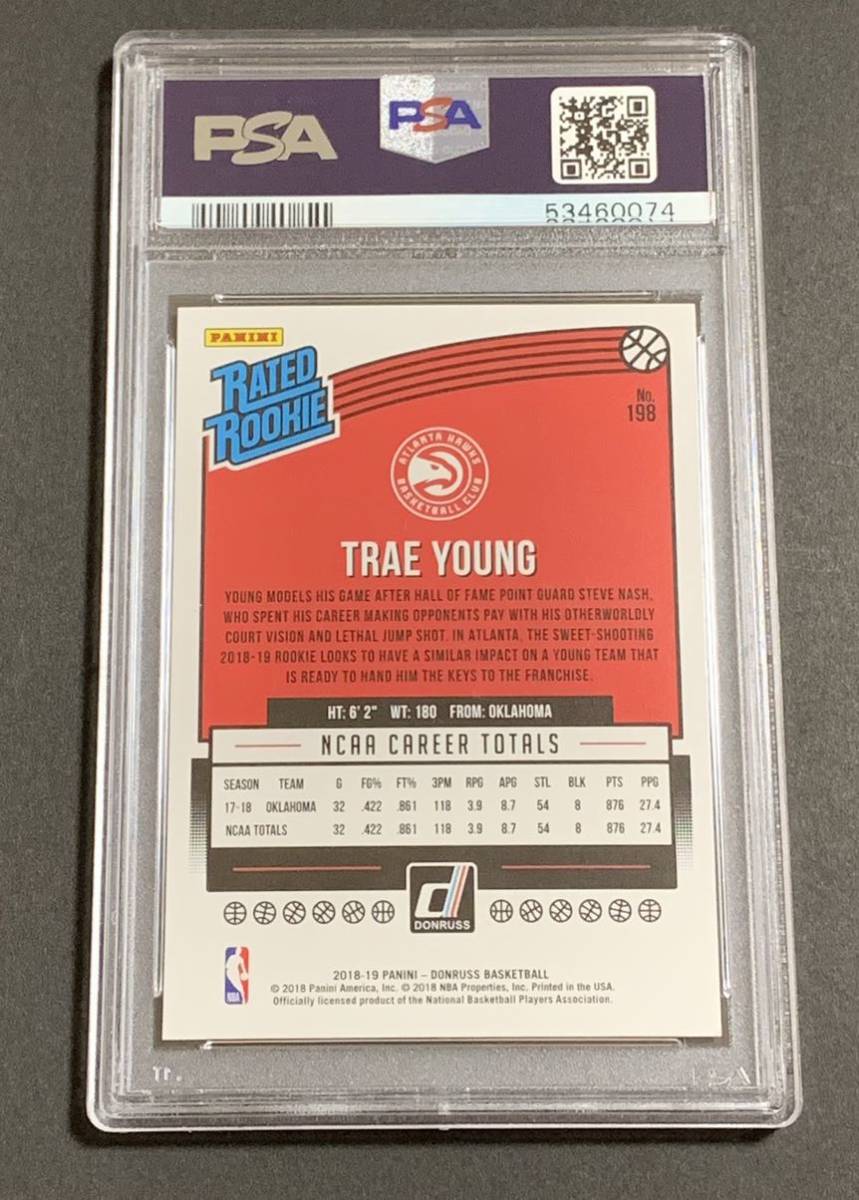 PSA
PSA
53460074
PANINI
RATED
ROOKIE
No.
198
ATLANTA HAWKS
BASKETBALL CLUB
TRAE YOUNG
YOUNG MODELS HIS GAME AFTER HALL OF FAME POINT GUARD STEVE NASH,
WHO SPENT HIS CAREER MAKING OPPONENTS PAY WITH HIS OTHERWORLDLY
COURT VISION AND LETHAL JUMP SHOT. IN ATLANTA, THE SWEET-SHOOTING
2018-19 ROOKIE LOOKS TO HAVE A SIMILAR IMPACT ON A YOUNG TEAM THAT
IS READY TO HAND HIM THE KEYS TO THE FRANCHISE.
HT: 6' 2" WT: 180 FROM: OKLAHOMA
NCAA CAREER TOTALS
SEASON TEAM G FG% FT% 3PM RPG APG STL BLK PTS PPG
17-18 OKLAHOMA 32 .422 .861 118 3.9 8.7 54 8 876 27.4
NCAA TOTALS 32 .422 .861 118 3.9 8.7 54 8 876 27.4
d
DONRUSS
NBA
2018-19 PANINI – DONRUSS BASKETBALL
© 2018 Panini America, Inc. © 2018 NBA Properties, Inc. Printed in the USA.
Officially licensed product of the National Basketball Players Association.